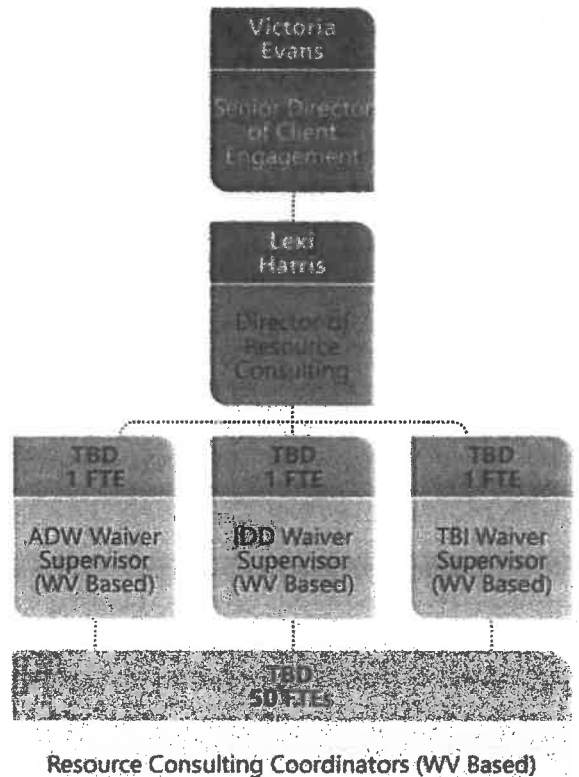 Victoria
Evans
Senior Director
of Client
Engagement
Lexi
Harris
Director of
Resource
Consulting
TBD
1 FTE
ADW Waiver
Supervisor
(WV Based)
TBD
1 FTE
IDD Waiver
Supervisor
(WV Based)
TBD
1 FTE
TBI Waiver
Supervisor
(WV Based)
TBD
50 FTEs
Resource Consulting Coordinators (WV Based)